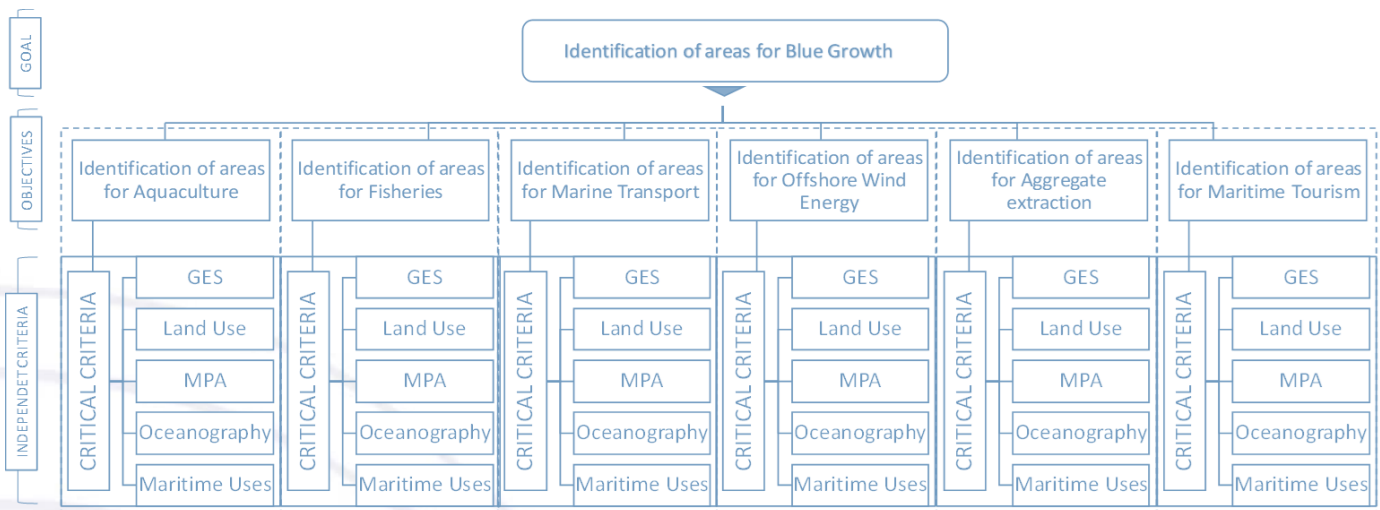 GOAL
Identification of areas for Blue Growth
OBJECTIVES
Identification of areas
for Aquaculture
Identification of areas
for Fisheries
Identification of areas
for Marine Transport
Identification of areas
for Offshore Wind
Energy
Identification of areas
for Aggregate
extraction
Identification of areas
for Maritime Tourism
INDEPENDET CRITERIA
CRITICAL CRITERIA
GES
Land Use
MPA
Oceanography
Maritime Uses
CRITICAL CRITERIA
GES
Land Use
MPA
Oceanography
Maritime Uses
CRITICAL CRITERIA
GES
Land Use
MPA
Oceanography
Maritime Uses
CRITICAL CRITERIA
GES
Land Use
MPA
Oceanography
Maritime Uses
CRITICAL CRITERIA
GES
Land Use
MPA
Oceanography
Maritime Uses
CRITICAL CRITERIA
GES
Land Use
MPA
Oceanography
Maritime Uses